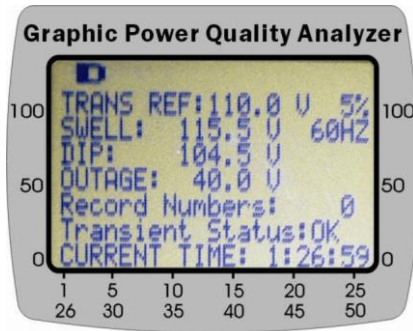 Graphic Power Quality Analyzer
TRANS REF:110.0 V 5%
SWELL: 115.5 V 60HZ
DIP: 104.5 V
OUTAGE: 40.0 V
Record Numbers: 0
Transient Status:OK
CURRENT TIME: 1:26:59
100 100
50 50
0 0
1 5 10 15 20 25
26 30 35 40 45 50